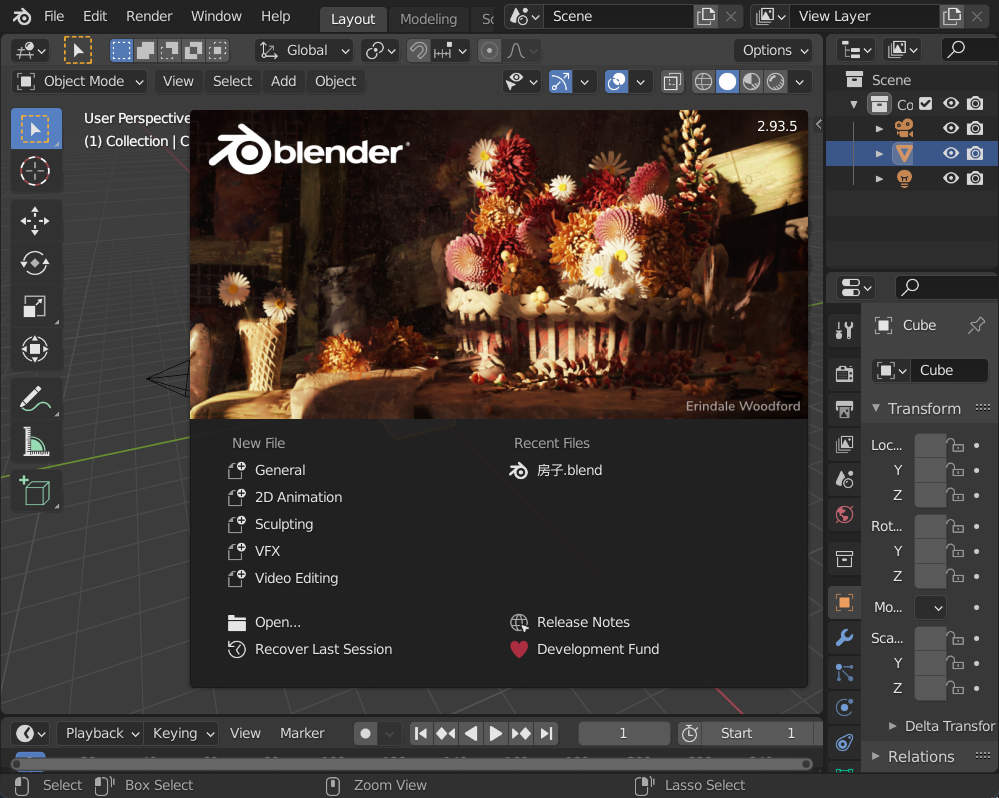 File Edit Render Window Help Layout Modeling Sc Scene View Layer
Global Options
Object Mode View Select Add Object
Scene
Co
User Perspective
(1) Collection | C
blender
2.93.5
Erindale Woodford
New File
General
2D Animation
Sculpting
VFX
Video Editing
Open...
Recover Last Session
Recent Files
房子.blend
Release Notes
Development Fund
Cube
Cube
Transform
Loc...
Y
Z
Rot...
Y
Z
Mo...
Sca...
Y
Z
Delta Transfor
Relations
Playback Keying View Marker 1 Start 1
Select Box Select Zoom View Lasso Select